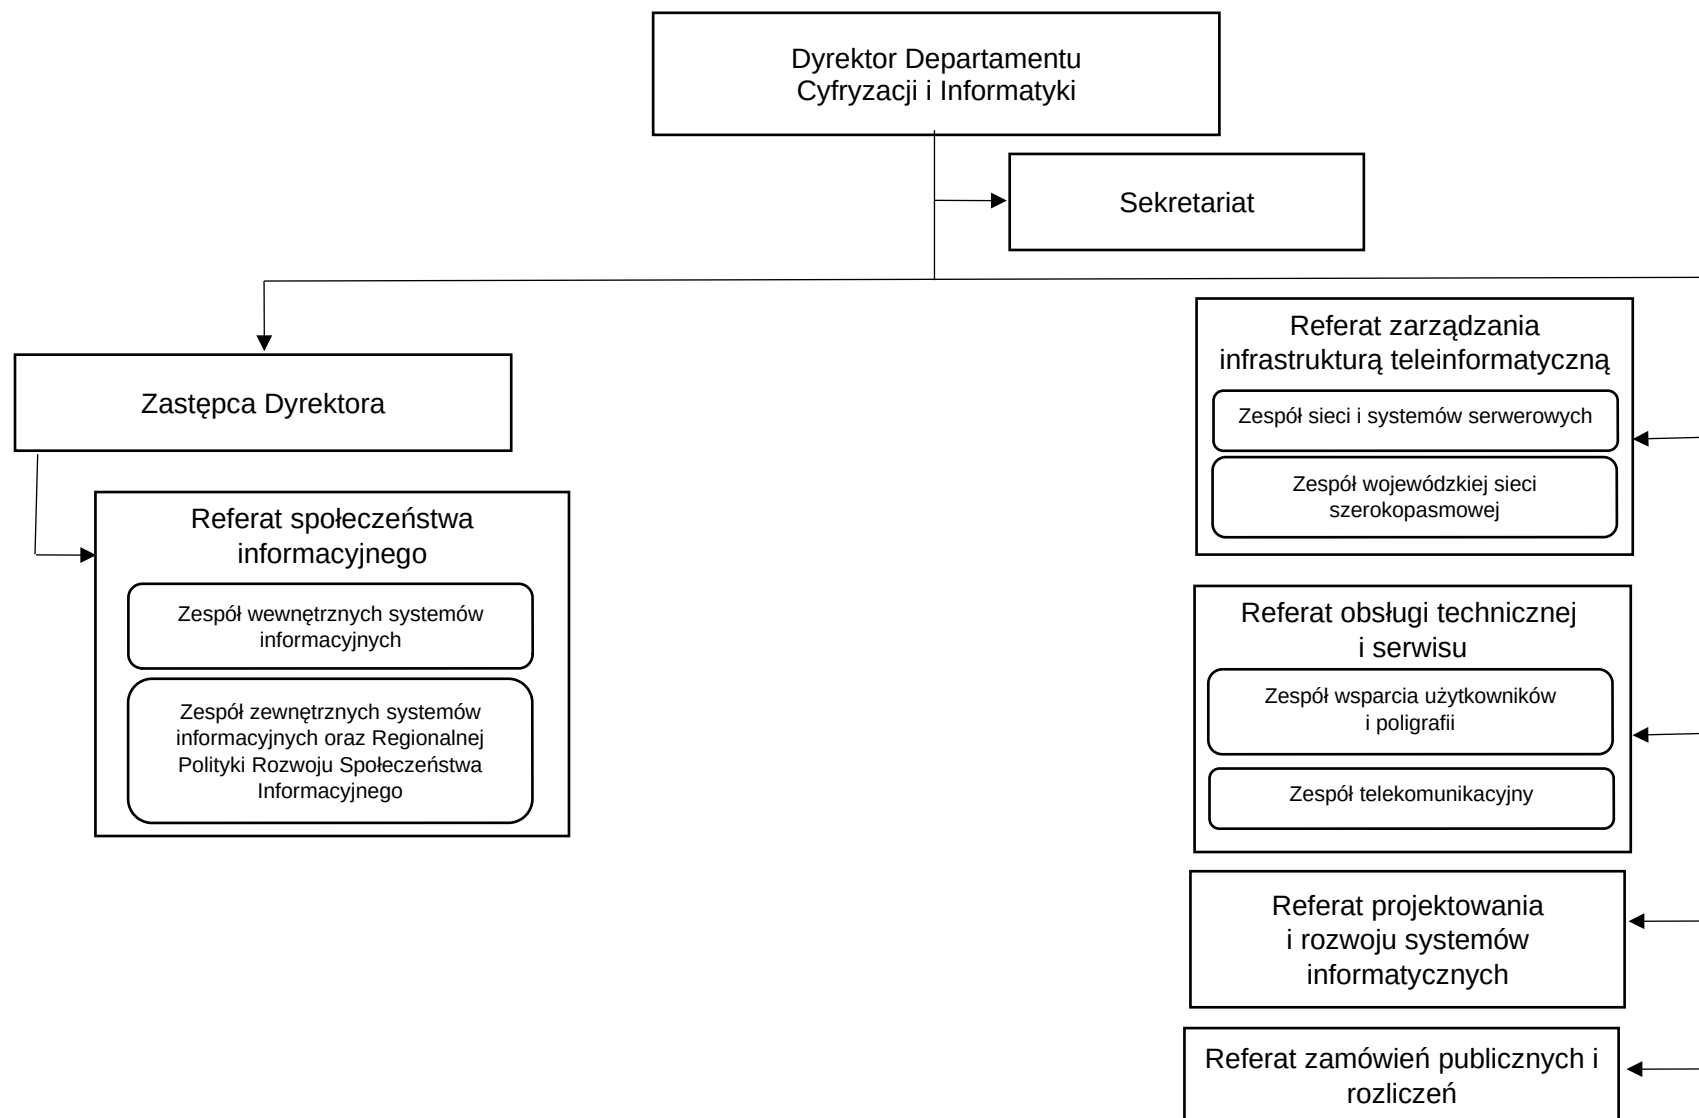 Dyrektor Departamentu
Cyfryzacji i Informatyki
Sekretariat
Zastępca Dyrektora
Referat społeczeństwa
informacyjnego
Zespół wewnętrznych systemów
informacyjnych
Zespół zewnętrznych systemów
informacyjnych oraz Regionalnej
Polityki Rozwoju Społeczeństwa
Informacyjnego
Referat zarządzania
infrastrukturą teleinformatyczną
Zespół sieci i systemów serwerowych
Zespół wojewódzkiej sieci
szerokopasmowej
Referat obsługi technicznej
i serwisu
Zespół wsparcia użytkowników
i poligrafii
Zespół telekomunikacyjny
Referat projektowania
i rozwoju systemów
informatycznych
Referat zamówień publicznych i
rozliczeń